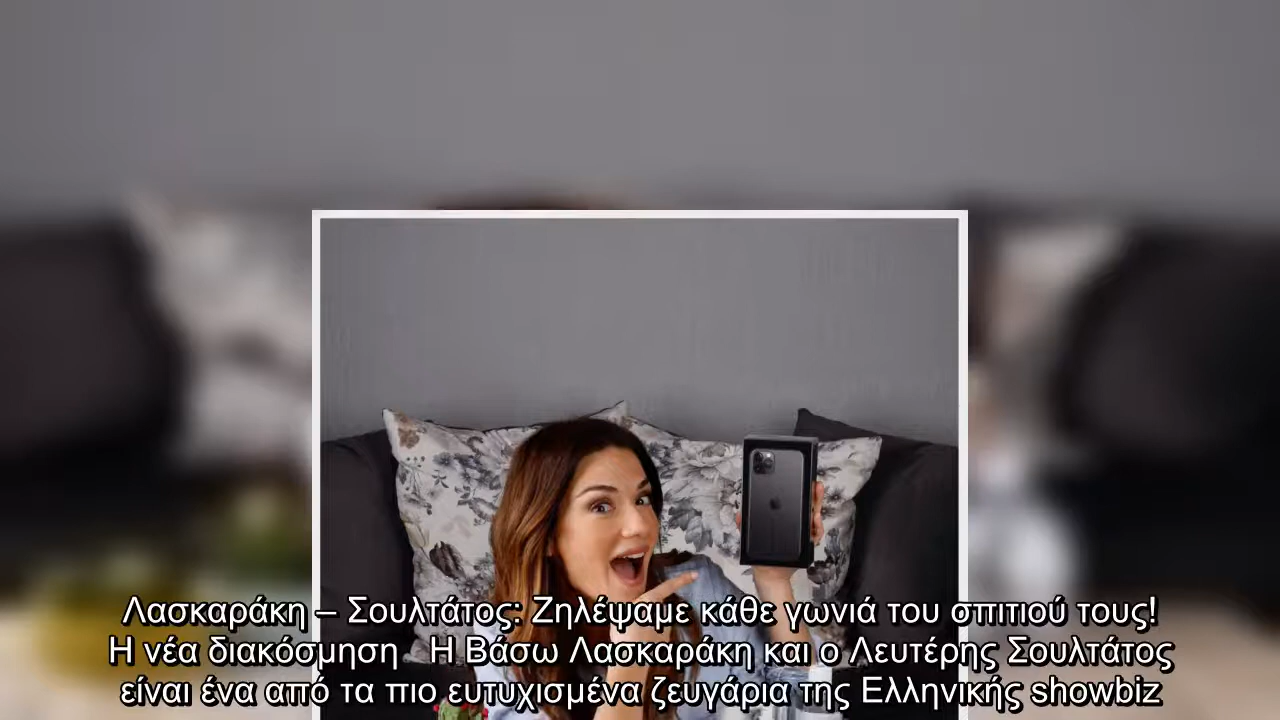 Λασκαράκη – Σουλτάτος: Ζηλέψαμε κάθε γωνιά του σπιτιού τους!
Η νέα διακόσμηση   Η Βάσω Λασκαράκη και ο Λευτέρης Σουλτάτος
είναι ένα από τα πιο ευτυχισμένα ζευγάρια της Ελληνικής showbiz